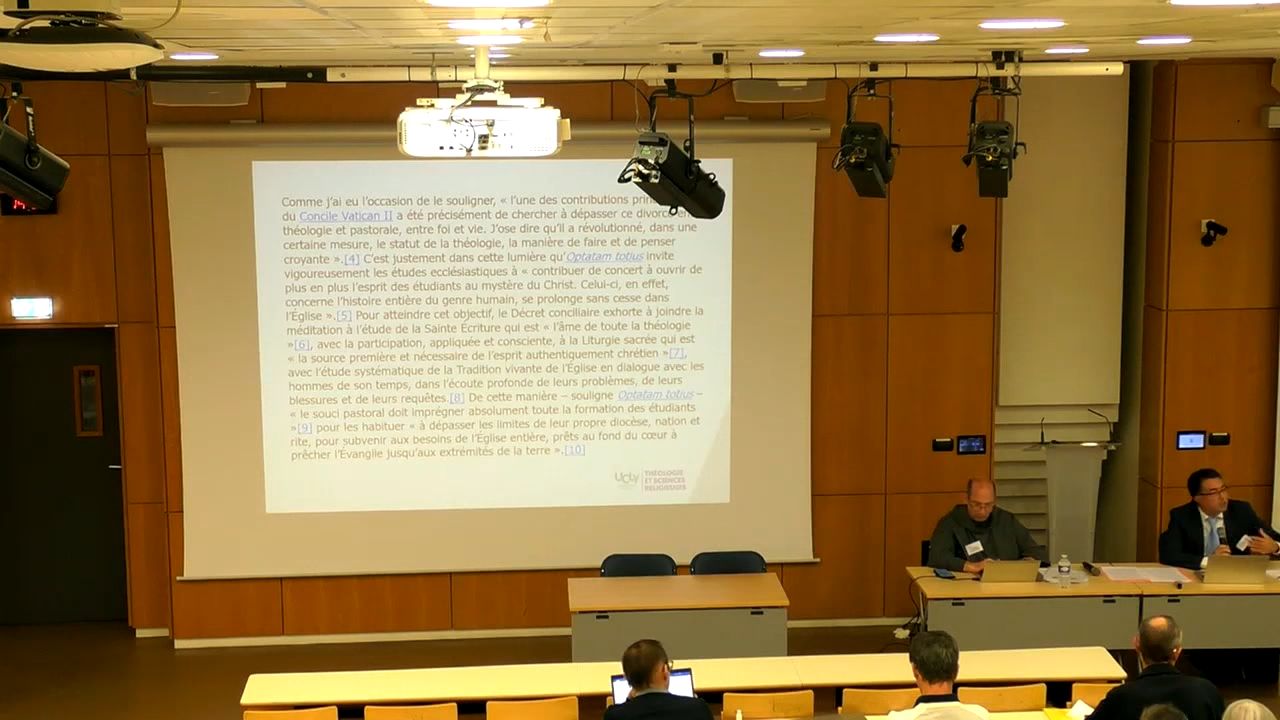 Comme j'ai eu l'occasion de le souligner, « l'une des contributions
du Concile Vatican II a été précisément de chercher à dépasser ce divorce
théologie et pastorale, entre foi et vie. J'ose dire qu'il a révolutionné, dans une
certaine mesure, le statut de la théologie, la manière de faire et de penser
croyante ».[4] C'est justement dans cette lumière qu'Optatam totius invite
vigoureusement les études ecclésiastiques à « contribuer de concert à ouvrir de
plus en plus l'esprit des étudiants au mystère du Christ. Celui-ci, en effet,
concerne l'histoire entière du genre humain, se prolonge sans cesse dans
l'Église ».[5] Pour atteindre cet objectif, le Décret conciliaire exhorte à joindre la
méditation à l'étude de la Sainte Écriture qui est « l'âme de toute la théologie
»[6], avec la participation, appliquée et consciente, à la Liturgie sacrée qui est
« la source première et nécessaire de l'esprit authentiquement chrétien »[7],
avec l'étude systématique de la Tradition vivante de l'Église en dialogue avec les
hommes de son temps, dans l'écoute profonde de leurs problèmes, de leurs
blessures et de leurs requêtes.[8] De cette manière – souligne Optatam totius –
« le souci pastoral doit imprégner absolument toute la formation des étudiants
»[9] pour les habituer « à dépasser les limites de leur propre diocèse, nation et
rite, pour subvenir aux besoins de l'Église entière, prêts au fond du cœur à
prêcher l'Évangile jusqu'aux extrémités de la terre ».[10]
UCLy
THÉOLOGIE
ET SCIENCES
RELIGIEUSES